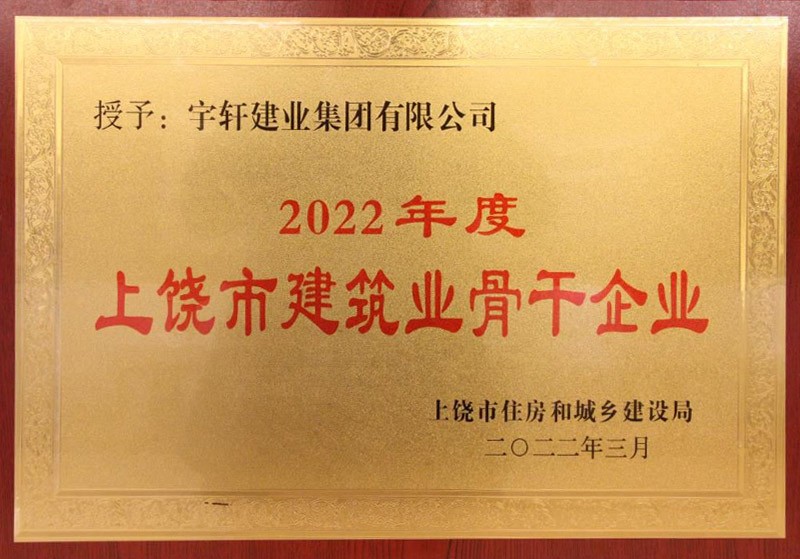 授予：宇轩建业集团有限公司
2022年度
上饶市建筑业骨干企业
上饶市住房和城乡建设局
二〇二二年三月